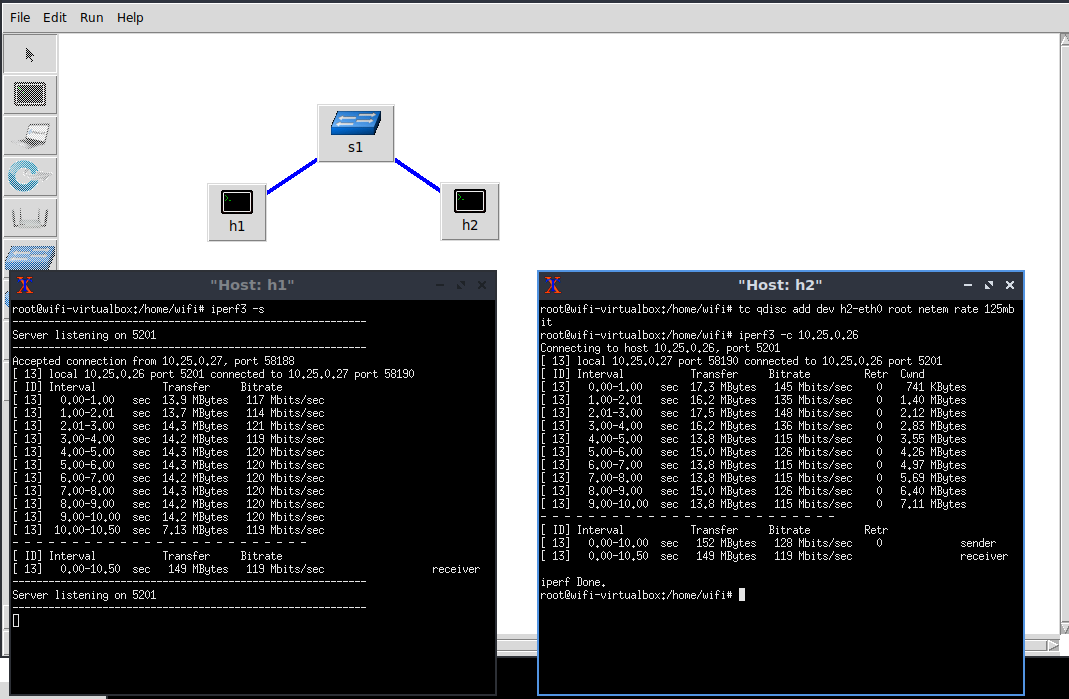 File Edit Run Help
s1
h1
h2
"Host: h1"
root@wifi-virtualbox:/home/wifi# iperf3 -s
-----------------------------------------------------------
Server listening on 5201
-----------------------------------------------------------
Accepted connection from 10.25.0.27, port 58188
[ 13] local 10.25.0.26 port 5201 connected to 10.25.0.27 port 58190
[ ID] Interval Transfer Bitrate
[ 13] 0.00-1.00 sec 13.9 MBytes 117 Mbits/sec
[ 13] 1.00-2.01 sec 13.7 MBytes 114 Mbits/sec
[ 13] 2.01-3.00 sec 14.3 MBytes 121 Mbits/sec
[ 13] 3.00-4.00 sec 14.2 MBytes 119 Mbits/sec
[ 13] 4.00-5.00 sec 14.3 MBytes 120 Mbits/sec
[ 13] 5.00-6.00 sec 14.3 MBytes 120 Mbits/sec
[ 13] 6.00-7.00 sec 14.2 MBytes 120 Mbits/sec
[ 13] 7.00-8.00 sec 14.3 MBytes 120 Mbits/sec
[ 13] 8.00-9.00 sec 14.2 MBytes 120 Mbits/sec
[ 13] 9.00-10.00 sec 14.2 MBytes 120 Mbits/sec
[ 13] 10.00-10.50 sec 7.13 MBytes 119 Mbits/sec
- - - - - - - - - - - - - - - - - - - - - - - - -
[ ID] Interval Transfer Bitrate
[ 13] 0.00-10.50 sec 149 MBytes 119 Mbits/sec receiver
-----------------------------------------------------------
Server listening on 5201
-----------------------------------------------------------
"Host: h2"
root@wifi-virtualbox:/home/wifi# tc qdisc add dev h2-eth0 root netem rate 125mb
it
root@wifi-virtualbox:/home/wifi# iperf3 -c 10.25.0.26
Connecting to host 10.25.0.26, port 5201
[ 13] local 10.25.0.27 port 58190 connected to 10.25.0.26 port 5201
[ ID] Interval Transfer Bitrate Retr Cwnd
[ 13] 0.00-1.00 sec 17.3 MBytes 145 Mbits/sec 0 741 KBytes
[ 13] 1.00-2.01 sec 16.2 MBytes 135 Mbits/sec 0 1.40 MBytes
[ 13] 2.01-3.00 sec 17.5 MBytes 148 Mbits/sec 0 2.12 MBytes
[ 13] 3.00-4.00 sec 16.2 MBytes 136 Mbits/sec 0 2.83 MBytes
[ 13] 4.00-5.00 sec 13.8 MBytes 115 Mbits/sec 0 3.55 MBytes
[ 13] 5.00-6.00 sec 15.0 MBytes 126 Mbits/sec 0 4.26 MBytes
[ 13] 6.00-7.00 sec 13.8 MBytes 115 Mbits/sec 0 4.97 MBytes
[ 13] 7.00-8.00 sec 13.8 MBytes 115 Mbits/sec 0 5.69 MBytes
[ 13] 8.00-9.00 sec 15.0 MBytes 126 Mbits/sec 0 6.40 MBytes
[ 13] 9.00-10.00 sec 13.8 MBytes 115 Mbits/sec 0 7.11 MBytes
- - - - - - - - - - - - - - - - - - - - - - - - -
[ ID] Interval Transfer Bitrate Retr
[ 13] 0.00-10.00 sec 152 MBytes 128 Mbits/sec 0 sender
[ 13] 0.00-10.50 sec 149 MBytes 119 Mbits/sec receiver
iperf Done.
root@wifi-virtualbox:/home/wifi#